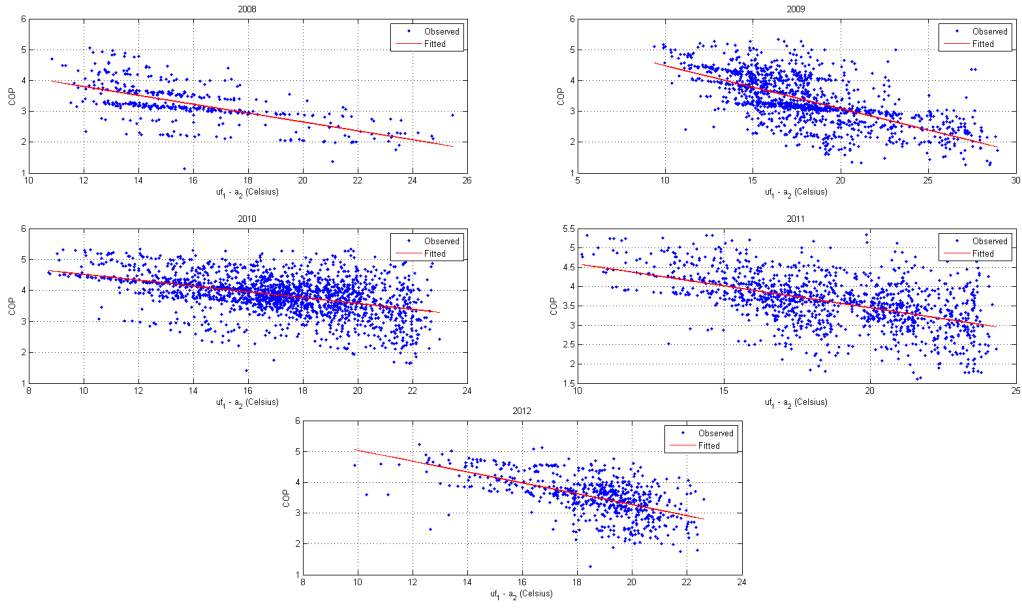 2008
6
5
4
3
2
1
COP
10 12 14 16 18 20 22 24 26
uf1 - a2 (Celsius)
Observed
Fitted
2009
6
5
4
3
2
1
COP
5 10 15 20 25 30
uf1 - a2 (Celsius)
Observed
Fitted
2010
6
5
4
3
2
1
COP
8 10 12 14 16 18 20 22 24
uf1 - a2 (Celsius)
Observed
Fitted
2011
5.5
5
4.5
4
3.5
3
2.5
2
1.5
COP
10 15 20 25
uf1 - a2 (Celsius)
Observed
Fitted
2012
6
5
4
3
2
1
COP
8 10 12 14 16 18 20 22 24
uf1 - a2 (Celsius)
Observed
Fitted